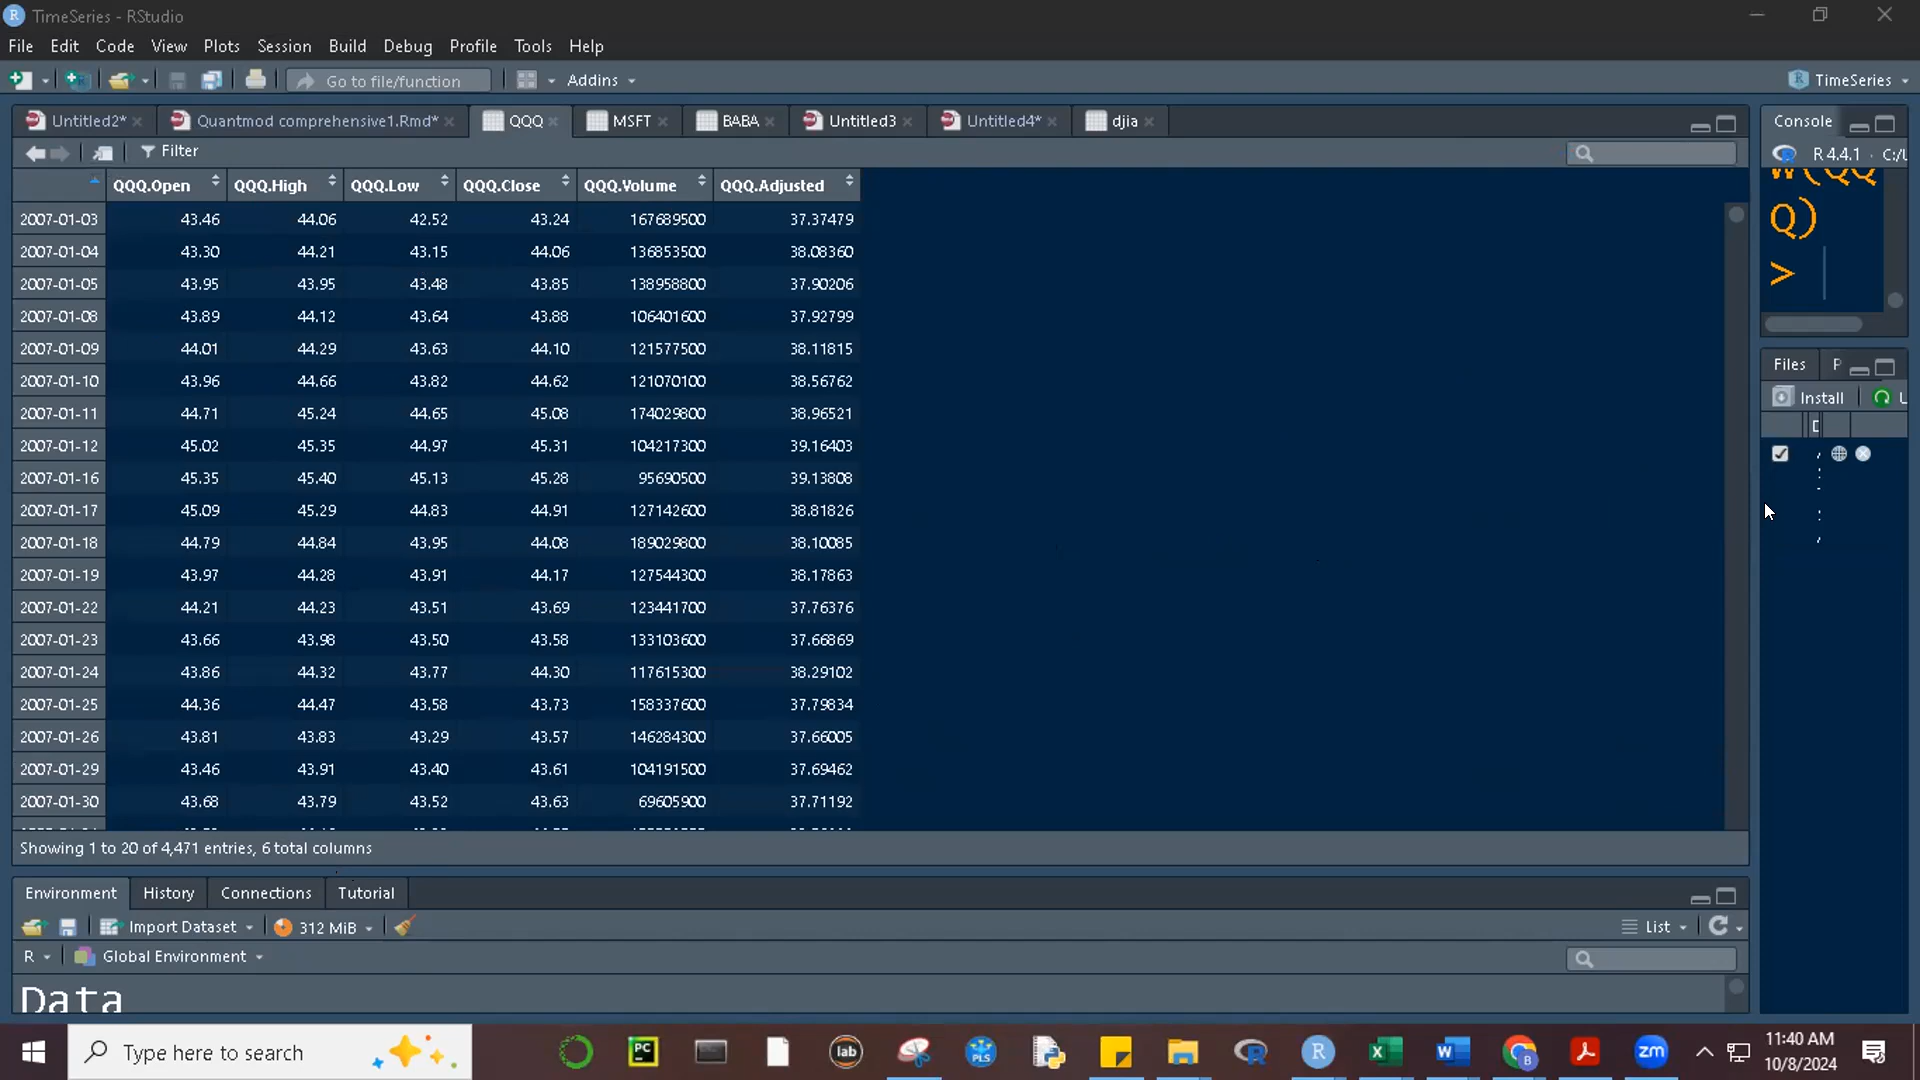 TimeSeries - RStudio
File Edit Code View Plots Session Build Debug Profile Tools Help
Go to file/function Addins TimeSeries
Untitled2* Quantmod comprehensive1.Rmd* QQQ MSFT BABA Untitled3 Untitled4* djia
Filter
QQQ.Open QQQ.High QQQ.Low QQQ.Close QQQ.Volume QQQ.Adjusted
2007-01-03 43.46 44.06 42.52 43.24 167689500 37.37479
2007-01-04 43.30 44.21 43.15 44.06 136853500 38.08360
2007-01-05 43.95 43.95 43.48 43.85 138958800 37.90206
2007-01-08 43.89 44.12 43.64 43.88 106401600 37.92799
2007-01-09 44.01 44.29 43.63 44.10 121577500 38.11815
2007-01-10 43.96 44.66 43.82 44.62 121070100 38.56762
2007-01-11 44.71 45.24 44.65 45.08 174029800 38.96521
2007-01-12 45.02 45.35 44.97 45.31 104217300 39.16403
2007-01-16 45.35 45.40 45.13 45.28 95690500 39.13808
2007-01-17 45.09 45.29 44.83 44.91 127142600 38.81826
2007-01-18 44.79 44.84 43.95 44.08 189029800 38.10085
2007-01-19 43.97 44.28 43.91 44.17 127544300 38.17863
2007-01-22 44.21 44.23 43.51 43.69 123441700 37.76376
2007-01-23 43.66 43.98 43.50 43.58 133103600 37.66869
2007-01-24 43.86 44.32 43.77 44.30 117615300 38.29102
2007-01-25 44.36 44.47 43.58 43.73 158337600 37.79834
2007-01-26 43.81 43.83 43.29 43.57 146284300 37.66005
2007-01-29 43.46 43.91 43.40 43.61 104191500 37.69462
2007-01-30 43.68 43.79 43.52 43.63 69605900 37.71192
Showing 1 to 20 of 4,471 entries, 6 total columns
Environment History Connections Tutorial
Import Dataset 312 MiB List
R Global Environment
Data
Console
R 4.4.1 · C:/
w(QQ
Q)
>
Files P
Install
Type here to search
PC
lab
PLS
R
zm
11:40 AM
10/8/2024